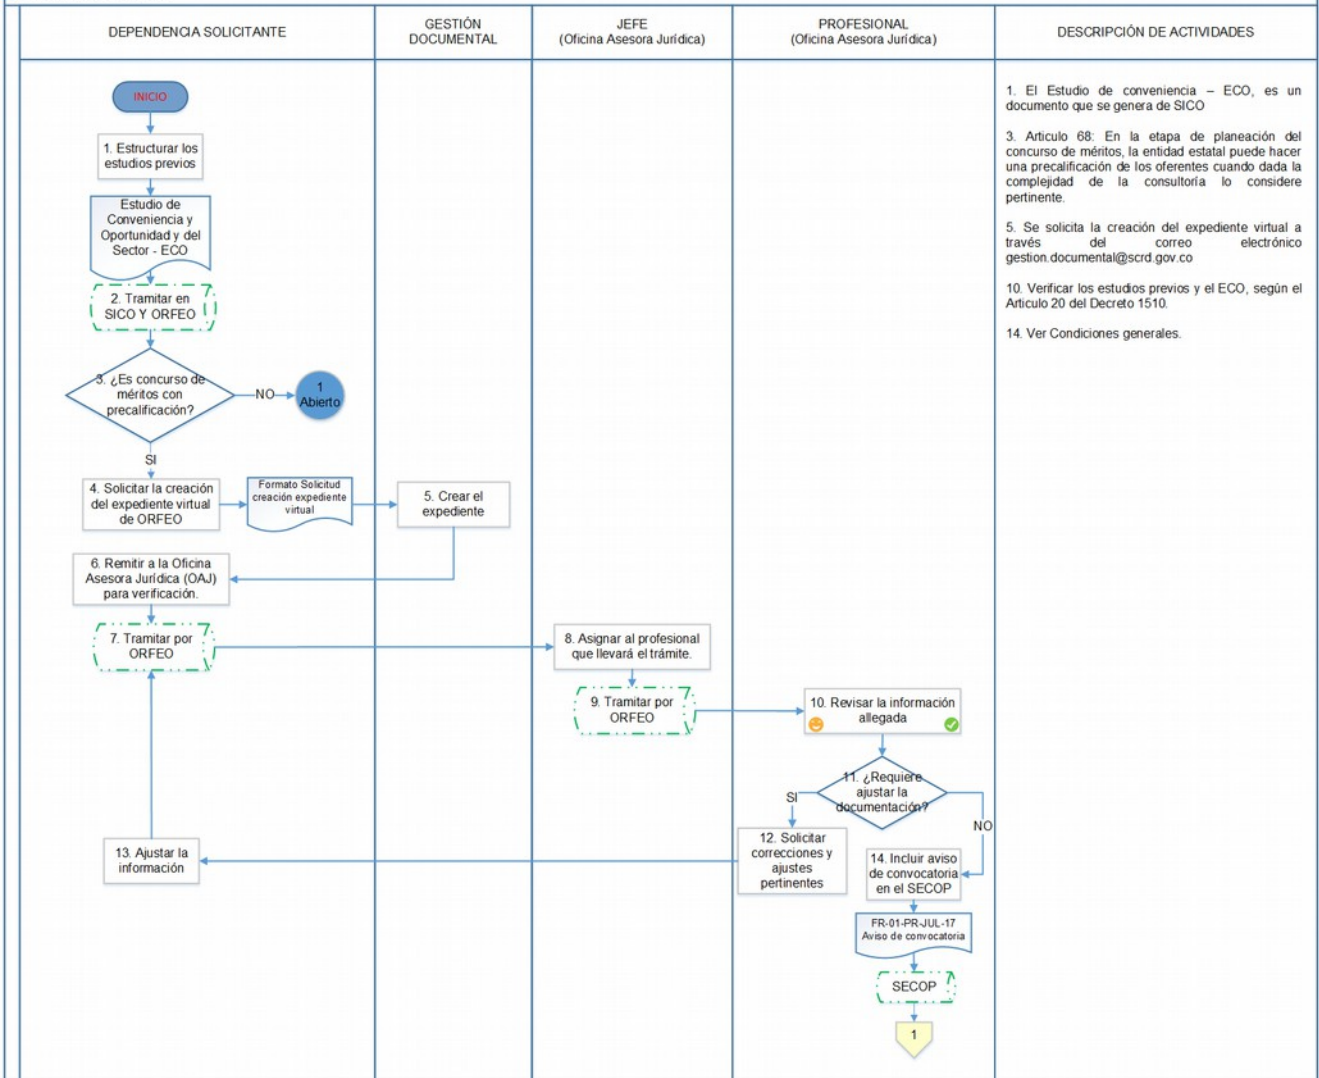 DEPENDENCIA SOLICITANTE
GESTIÓN
DOCUMENTAL
JEFE
(Oficina Asesora Jurídica)
PROFESIONAL
(Oficina Asesora Jurídica)
DESCRIPCIÓN DE ACTIVIDADES
INICIO
1. Estructurar los
estudios previos
Estudio de
Conveniencia y
Oportunidad y del
Sector - ECO
2. Tramitar en
SICO Y ORFEO
3. ¿Es concurso de
méritos con
precalificación?
NO
1
Abierto
SI
4. Solicitar la creación
del expediente virtual
de ORFEO
Formato Solicitud
creación expediente
virtual
5. Crear el
expediente
6. Remitir a la Oficina
Asesora Jurídica (OAJ)
para verificación.
7. Tramitar por
ORFEO
8. Asignar al profesional
que llevará el trámite.
9. Tramitar por
ORFEO
10. Revisar la información
allegada
11. ¿Requiere
ajustar la
documentación?
SI
NO
12. Solicitar
correcciones y
ajustes
pertinentes
13. Ajustar la
información
14. Incluir aviso
de convocatoria
en el SECOP
FR-01-PR-JUL-17
Aviso de convocatoria
SECOP
1
1. El Estudio de conveniencia – ECO, es un
documento que se genera de SICO
3. Articulo 68: En la etapa de planeación del
concurso de méritos, la entidad estatal puede hacer
una precalificación de los oferentes cuando dada la
complejidad de la consultoría lo considere
pertinente.
5. Se solicita la creación del expediente virtual a
través del correo electrónico
gestion.documental@scrd.gov.co
10. Verificar los estudios previos y el ECO, según el
Articulo 20 del Decreto 1510.
14. Ver Condiciones generales.